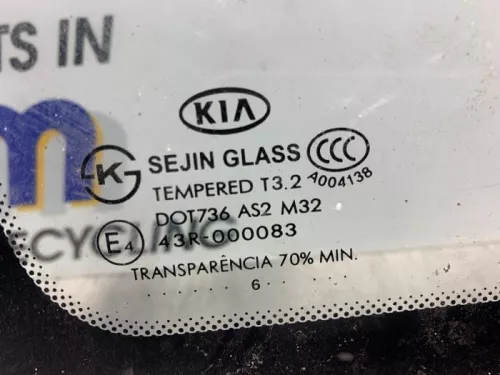 TS IN
m
ECYCLING
KIA
K
SEJIN GLASS
CCC
TEMPERED T3.2
A004138
DOT736 AS2 M32
E4
43R-000083
TRANSPARÊNCIA 70% MIN.
. . . . . . 6 . . . . . .